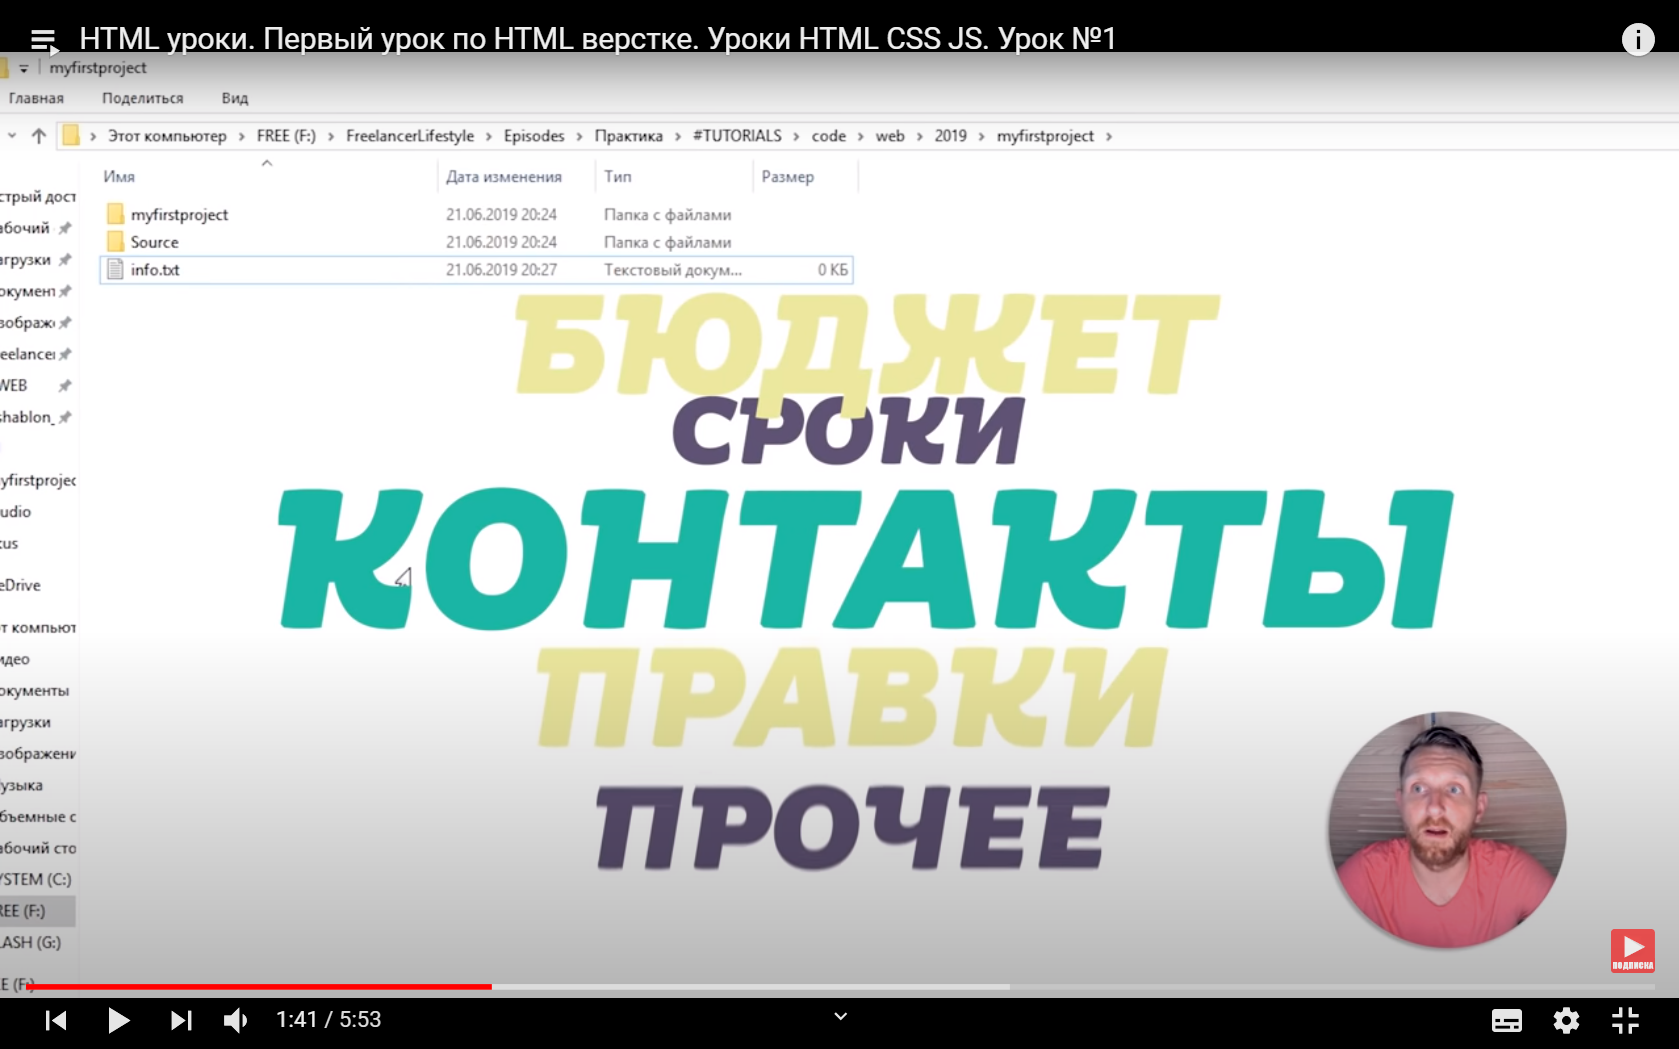 HTML уроки. Первый урок по HTML верстке. Уроки HTML CSS JS. Урок №1
myfirstproject
Главная Поделиться Вид
Этот компьютер > FREE (F:) > FreelancerLifestyle > Episodes > Практика > #TUTORIALS > code > web > 2019 > myfirstproject >
Имя Дата изменения Тип Размер
myfirstproject 21.06.2019 20:24 Папка с файлами
Source 21.06.2019 20:24 Папка с файлами
info.txt 21.06.2019 20:27 Текстовый докум... 0 КБ
стрый дост
абочий
агрузки
окумент
зображ
eelancer
WEB
shablon_
yfirstprojec
udio
tus
eDrive
т компьют
идео
окументы
агрузки
зображени
узыка
бъемные с
абочий сто
YSTEM (C:)
REE (F:)
LASH (G:)
E (F:)
БЮДЖЕТ
СРОКИ
КОНТАКТЫ
ПРАВКИ
ПРОЧЕЕ
ПОДПИСКА
1:41 / 5:53